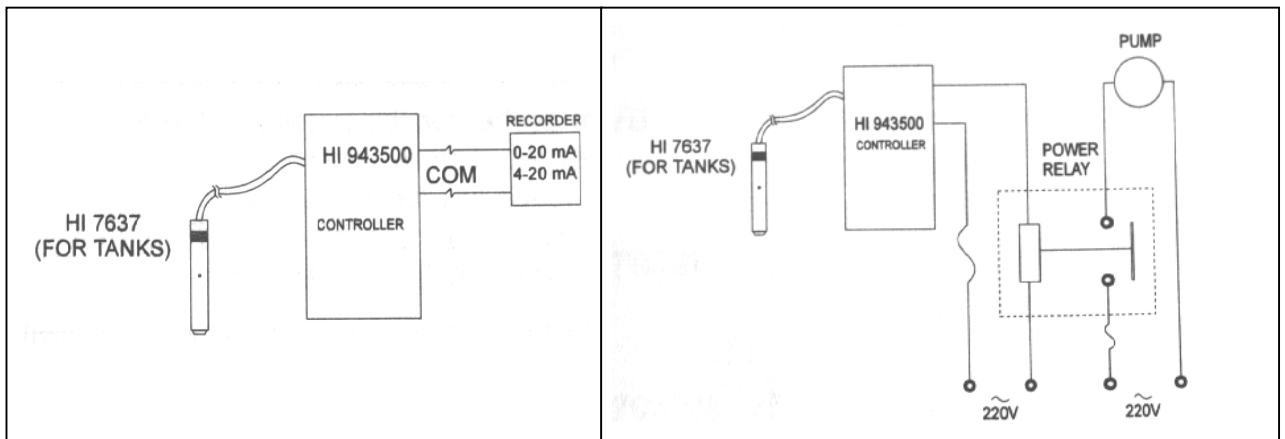 HI 7637
(FOR TANKS)
HI 943500
CONTROLLER
COM
RECORDER
0-20 mA
4-20 mA
HI 7637
(FOR TANKS)
HI 943500
CONTROLLER
POWER
RELAY
PUMP
~
220V
~
220V